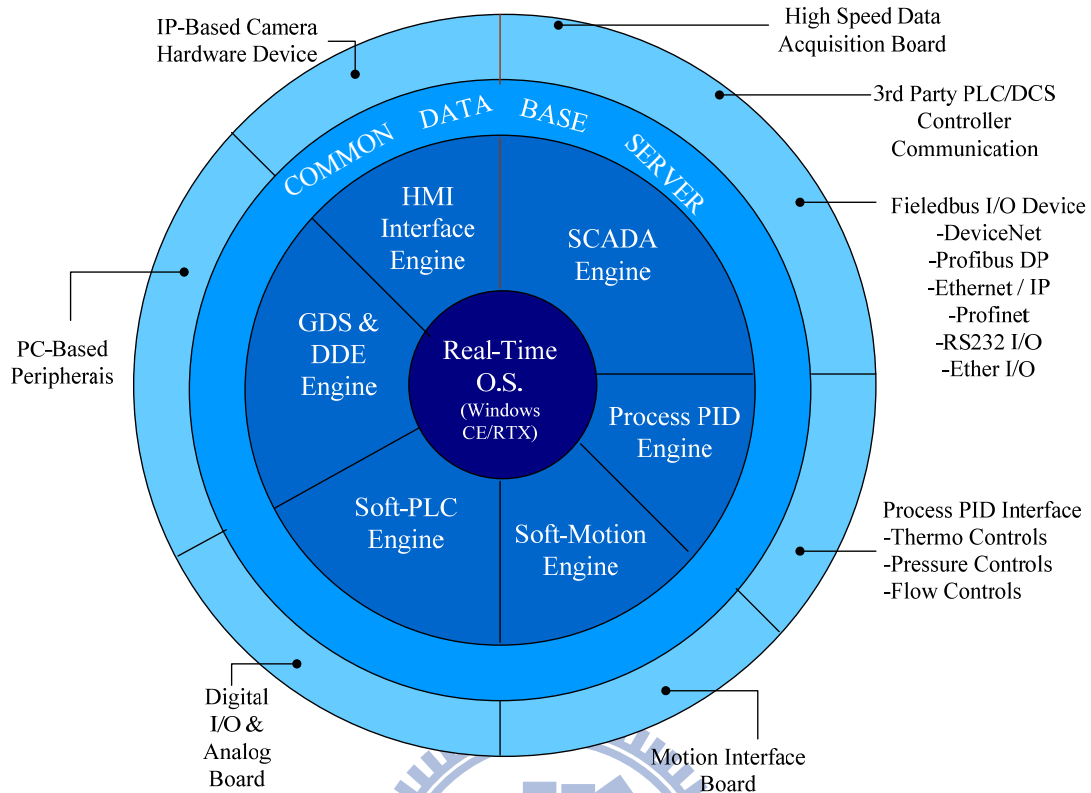 IP-Based Camera
Hardware Device
High Speed Data
Acquisition Board
3rd Party PLC/DCS
Controller
Communication
COMMON DATA BASE SERVER
HMI
Interface
Engine
SCADA
Engine
Fieledbus I/O Device
-DeviceNet
-Profibus DP
-Ethernet / IP
-Profinet
-RS232 I/O
-Ether I/O
GDS &
DDE
Engine
Real-Time
O.S.
(Windows
CE/RTX)
PC-Based
Peripherais
Process PID
Engine
Soft-PLC
Engine
Soft-Motion
Engine
Process PID Interface
-Thermo Controls
-Pressure Controls
-Flow Controls
Digital
I/O &
Analog
Board
Motion Interface
Board